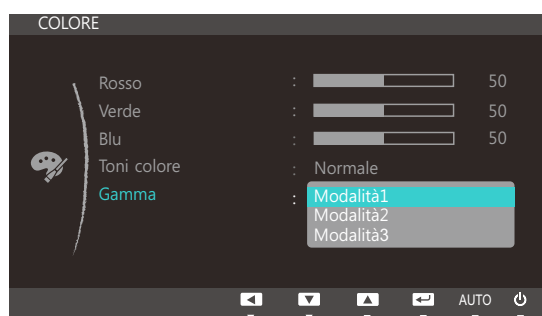 COLORE
Rosso : 50
Verde : 50
Blu : 50
Toni colore : Normale
Gamma : Modalità1
Modalità2
Modalità3
AUTO